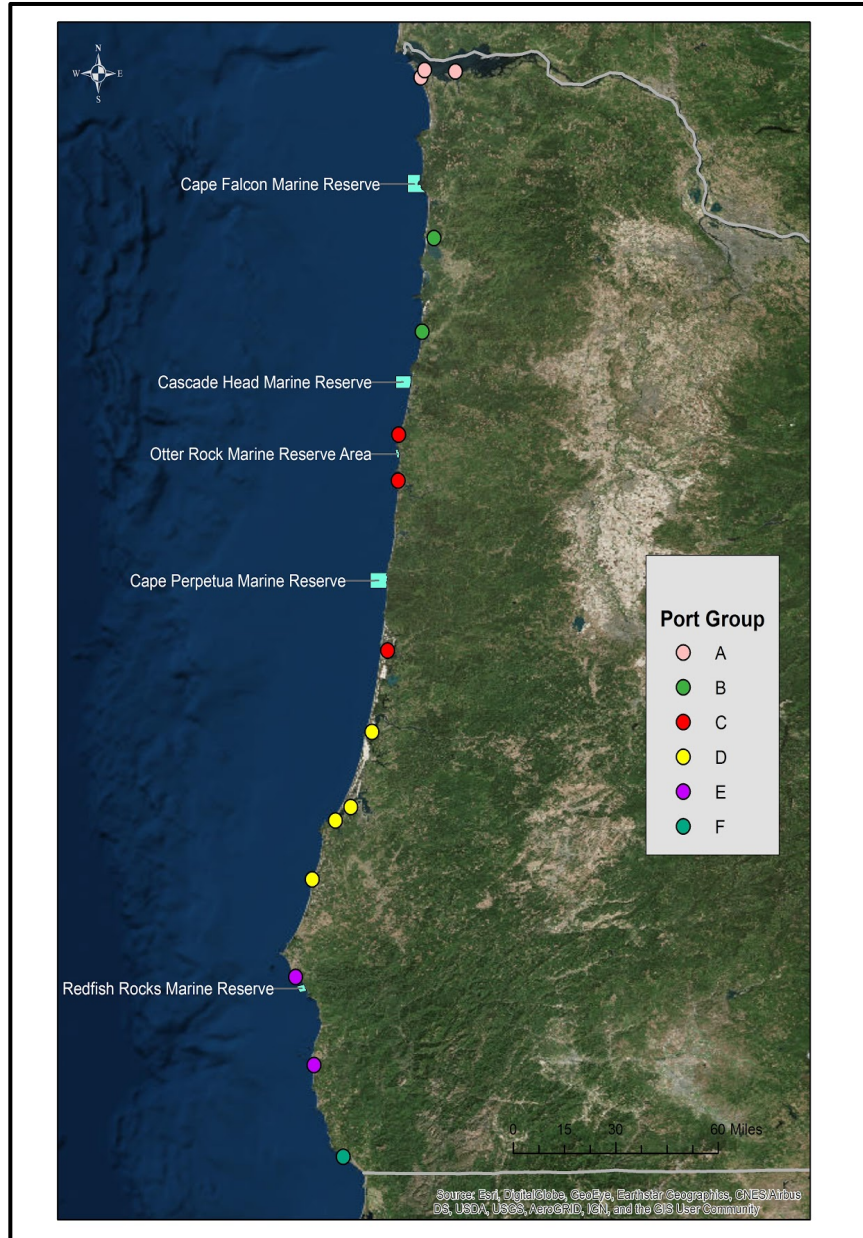 N
W E
S
Cape Falcon Marine Reserve
Cascade Head Marine Reserve
Otter Rock Marine Reserve Area
Cape Perpetua Marine Reserve
Port Group
A
B
C
D
E
F
Redfish Rocks Marine Reserve
0 15 30 60 Miles
Source: Esri, DigitalGlobe, GeoEye, Earthstar Geographics, CNES/Airbus
DS, USDA, USGS, AeroGRID, IGN, and the GIS User Community